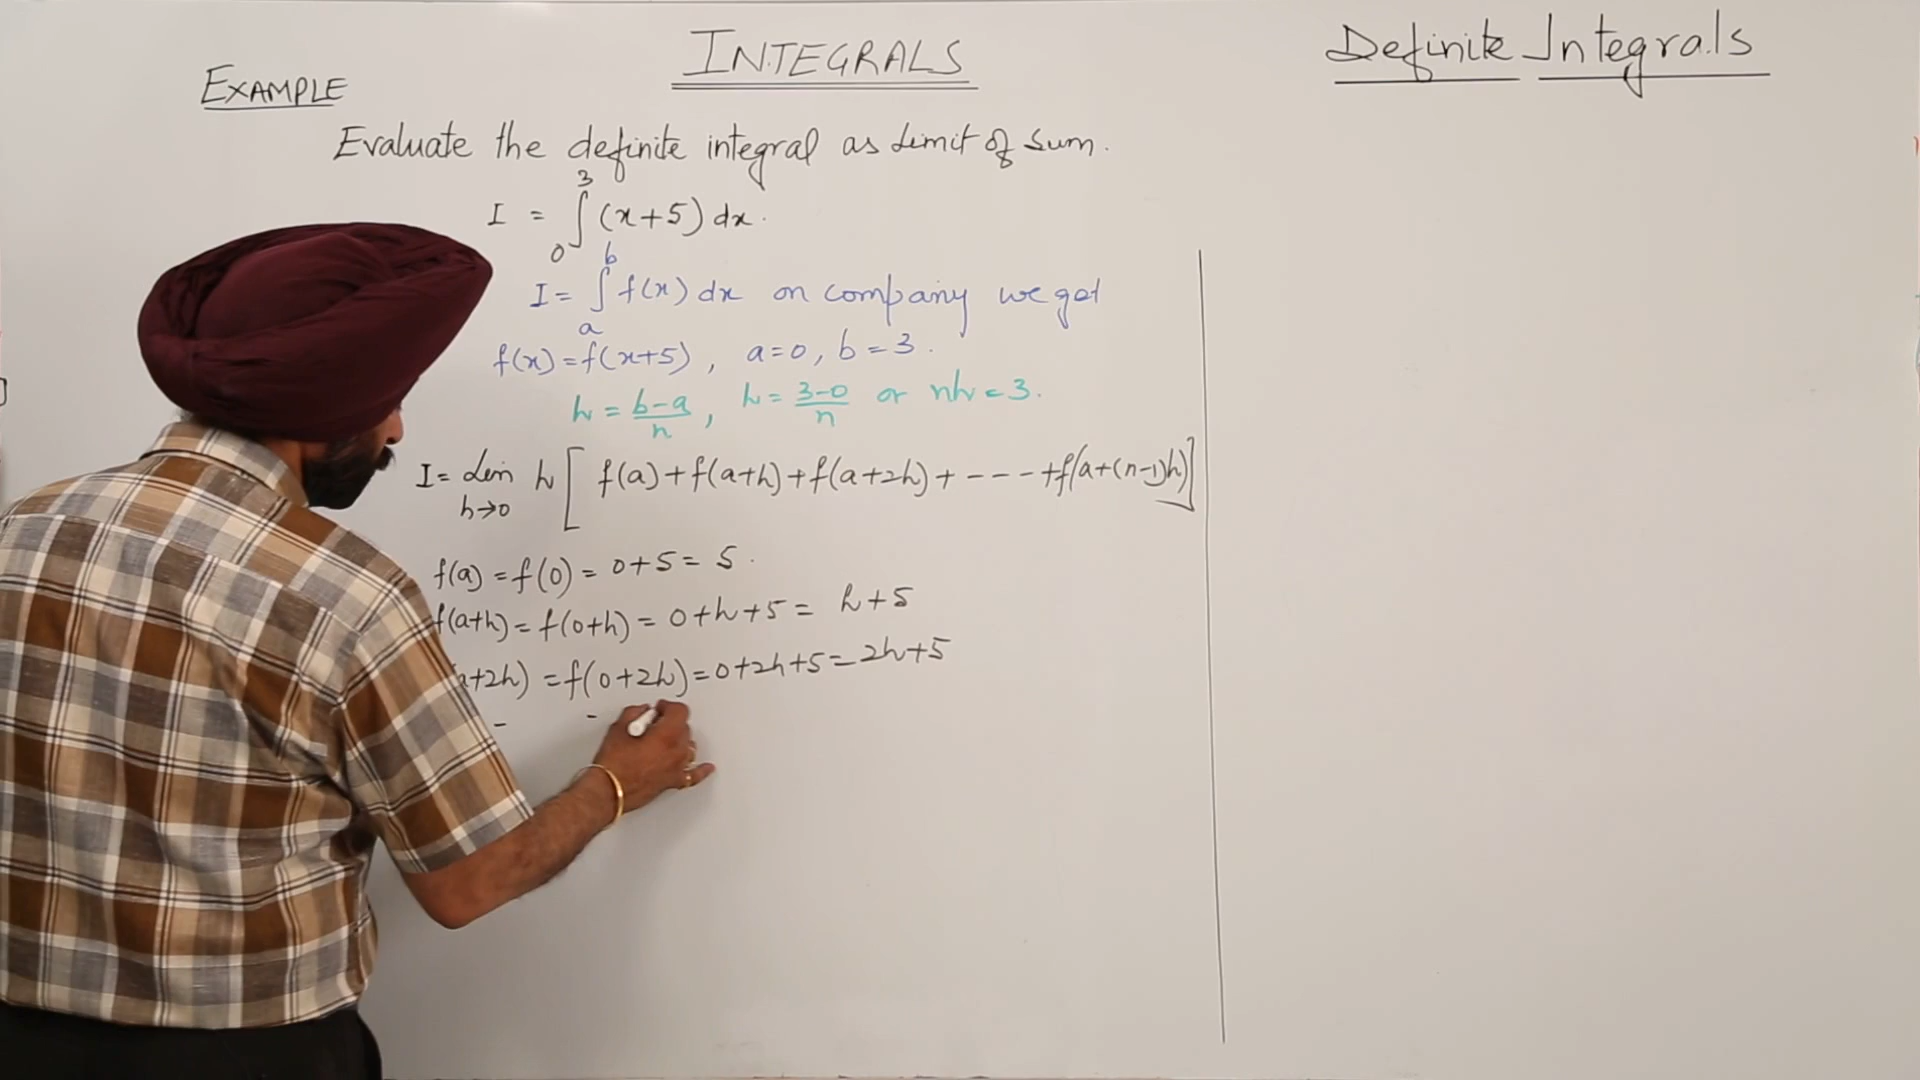 INTEGRALS
Definite Integrals
EXAMPLE
Evaluate the definite integral as Limit of Sum.
I = ∫₀³ (x+5) dx.
I = ∫ₐᵇ f(x) dx on company we get
f(x) = f(x+5), a=0, b=3.
h = (b-a)/n, h = (3-0)/n or nh = 3.
I = Lim h→0 h [f(a)+f(a+h)+f(a+2h)+---+f(a+(n-1)h)]
f(a) = f(0) = 0+5 = 5.
f(a+h) = f(0+h) = 0+h+5 = h+5
a+2h) = f(0+2h) = 0+2h+5 = 2h+5
- -